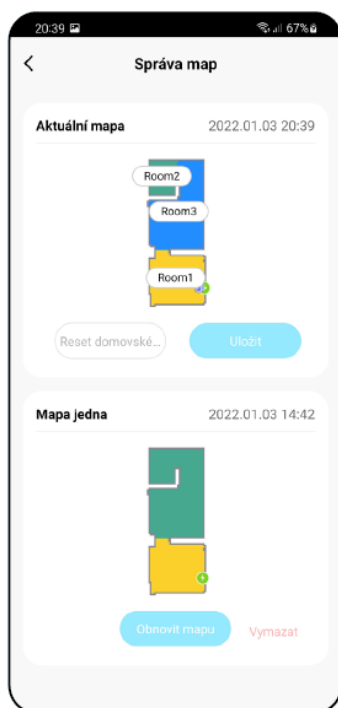 20:39 67%
Správa map
Aktuální mapa 2022.01.03 20:39
Room2
Room3
Room1
Reset domovské... Uložit
Mapa jedna 2022.01.03 14:42
Obnovit mapu Vymazat